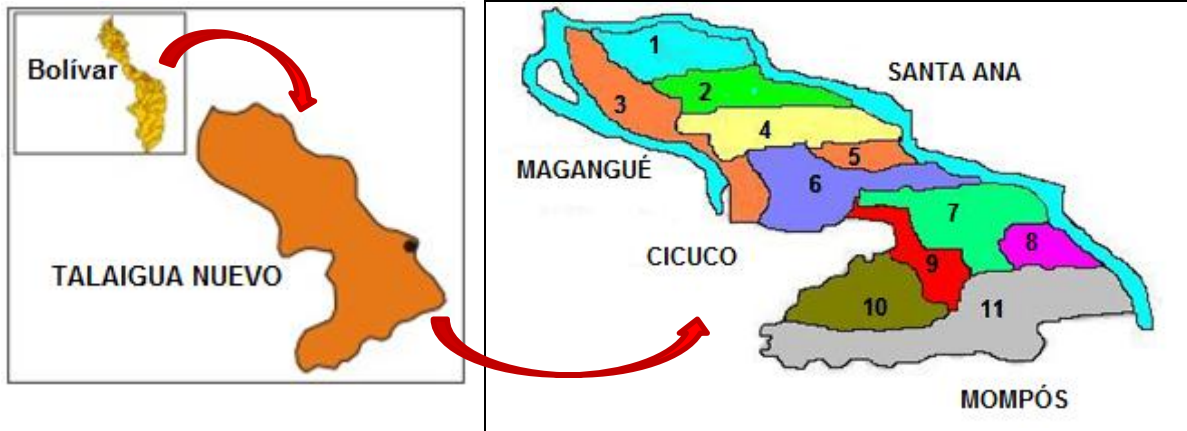 Bolívar
TALAIGUA NUEVO
1
SANTA ANA
2
3
4
MAGANGUÉ
5
6
7
8
CICUCO
9
10
11
MOMPÓS